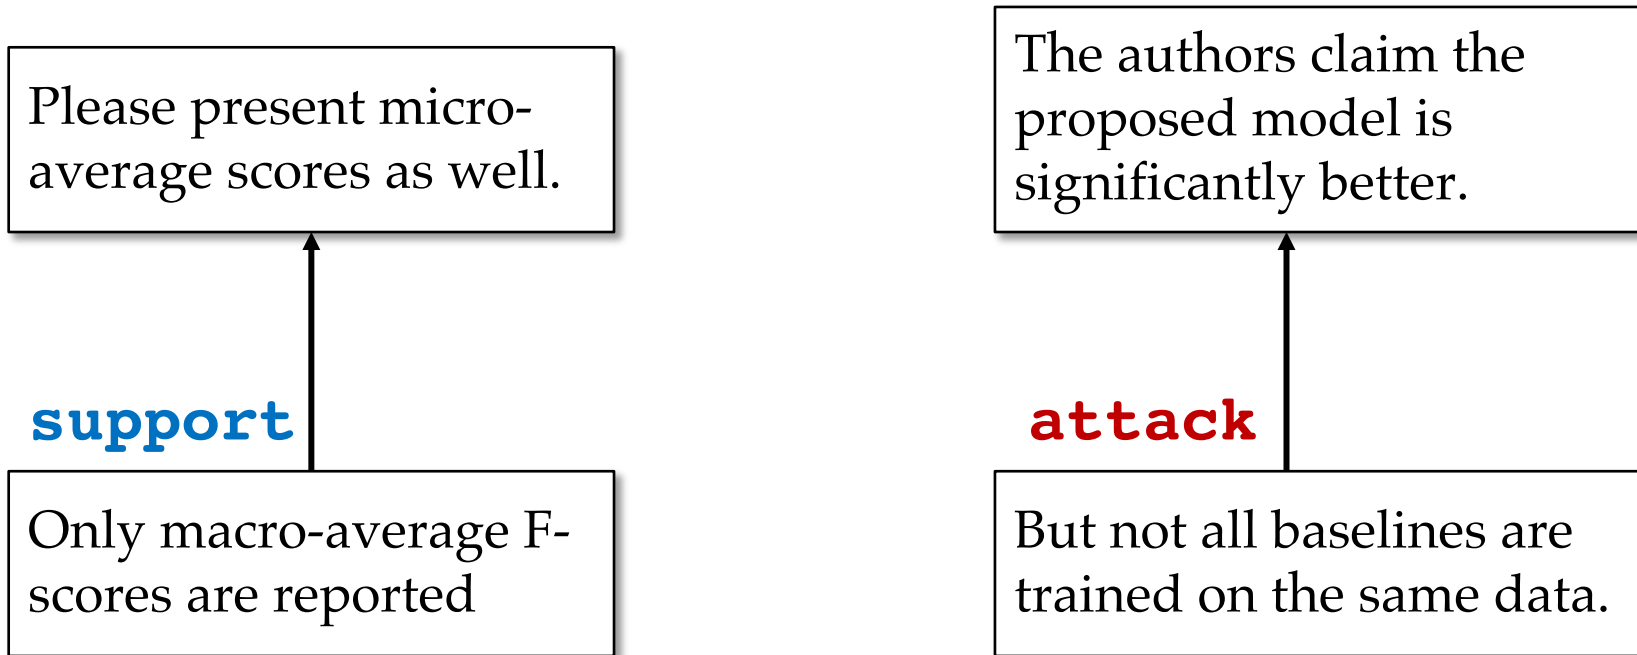 Please present micro-
average scores as well.
support
Only macro-average F-
scores are reported
The authors claim the
proposed model is
significantly better.
attack
But not all baselines are
trained on the same data.